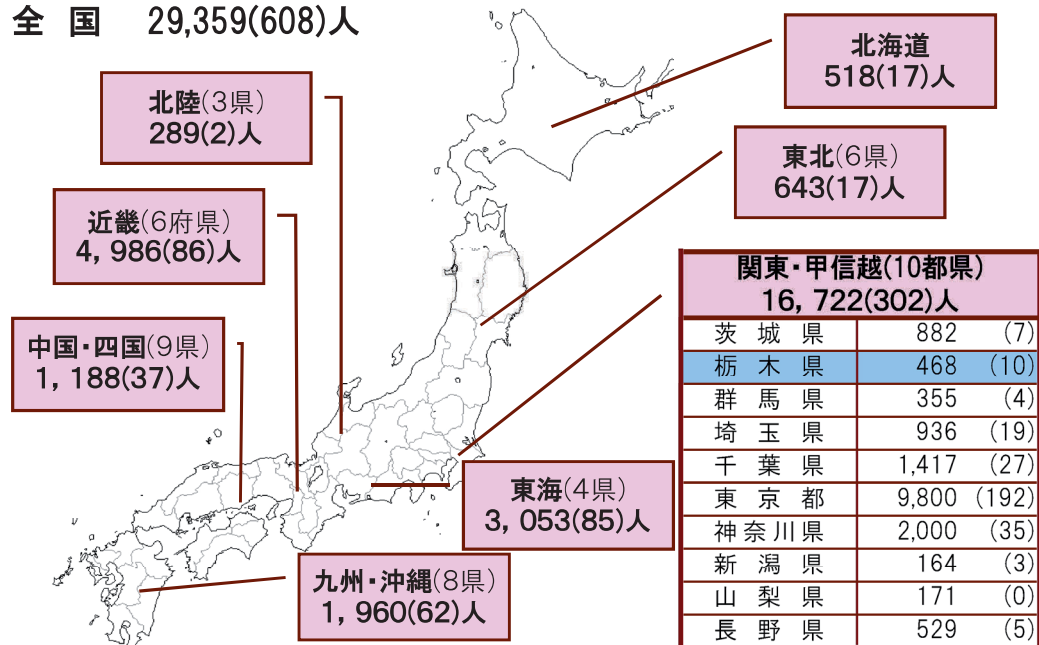 全国 29,359(608)人
北海道
518(17)人
北陸(3県)
289(2)人
東北(6県)
643(17)人
近畿(6府県)
4,986(86)人
中国・四国(9県)
1,188(37)人
東海(4県)
3,053(85)人
九州・沖縄(8県)
1,960(62)人
関東・甲信越(10都県)
16,722(302)人
茨城県 882 (7)
栃木県 468 (10)
群馬県 355 (4)
埼玉県 936 (19)
千葉県 1,417 (27)
東京都 9,800 (192)
神奈川県 2,000 (35)
新潟県 164 (3)
山梨県 171 (0)
長野県 529 (5)